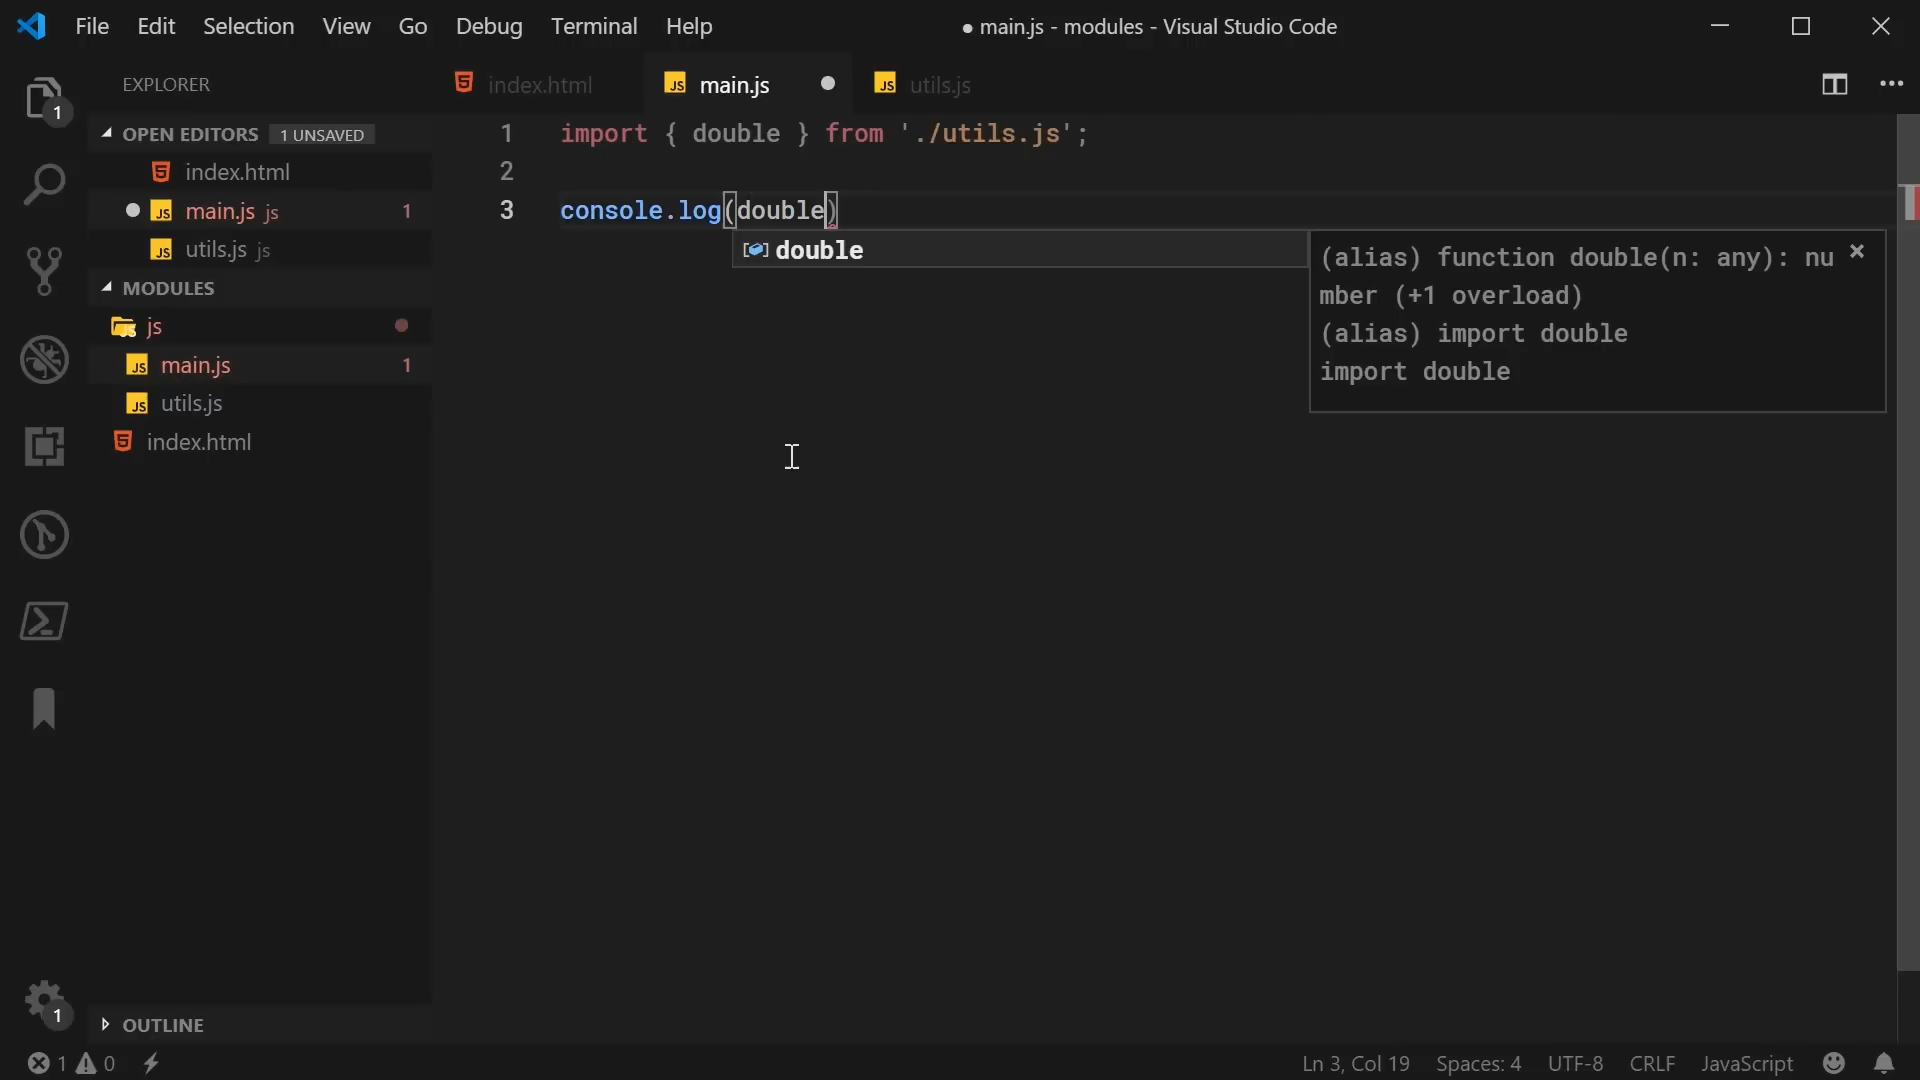 File Edit Selection View Go Debug Terminal Help
● main.js - modules - Visual Studio Code
EXPLORER
index.html
main.js
utils.js
1
OPEN EDITORS 1 UNSAVED
index.html
main.js js 1
utils.js js
MODULES
js
main.js 1
utils.js
index.html
1 import { double } from './utils.js';
2
3 console.log(double)
double
(alias) function double(n: any): nu
mber (+1 overload)
(alias) import double
import double
1
OUTLINE
1 0
Ln 3, Col 19 Spaces: 4 UTF-8 CRLF JavaScript